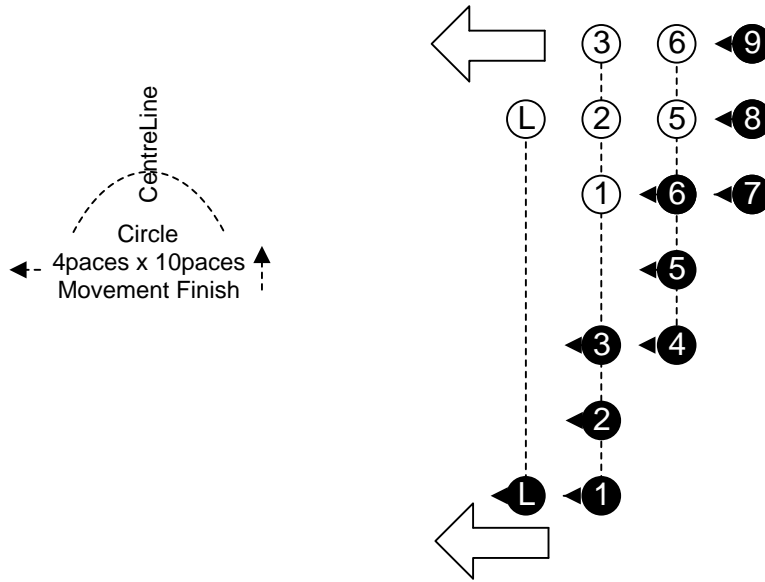 3 6 9
L 2 5 8
1 6 7
5
3 4
2
L 1
CentreLine
Circle
4paces x 10paces
Movement Finish